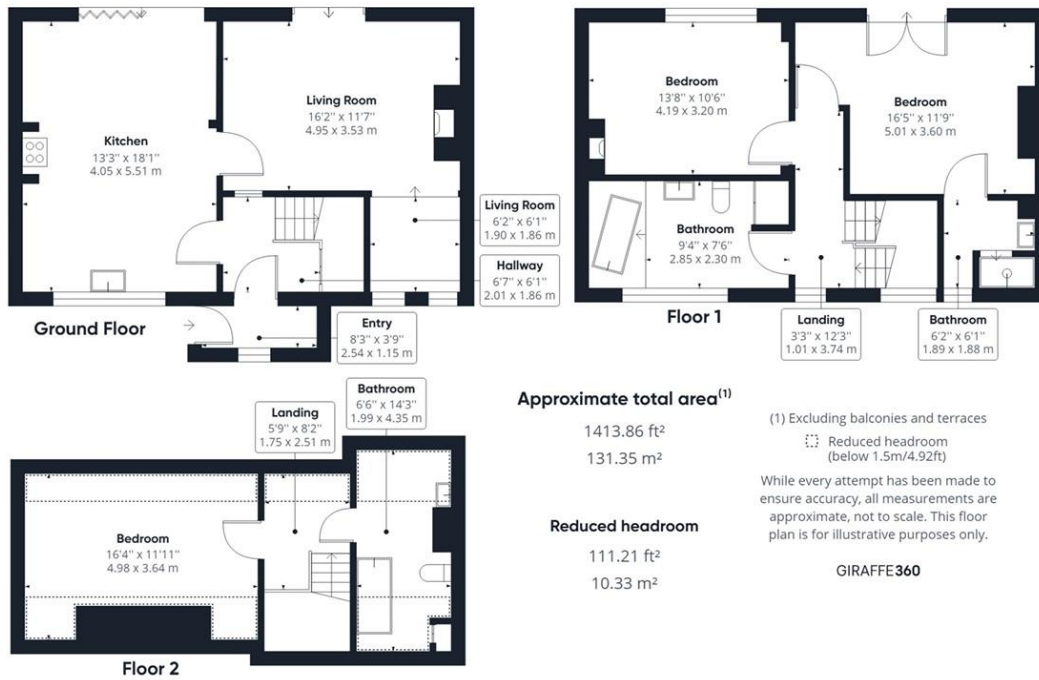 Kitchen
13'3" x 18'1"
4.05 x 5.51 m
Living Room
16'2" x 11'7"
4.95 x 3.53 m
Living Room
6'2" x 6'1"
1.90 x 1.86 m
Hallway
6'7" x 6'1"
2.01 x 1.86 m
Entry
8'3" x 3'9"
2.54 x 1.15 m
Ground Floor
Bedroom
13'8" x 10'6"
4.19 x 3.20 m
Bedroom
16'5" x 11'9"
5.01 x 3.60 m
Bathroom
9'4" x 7'6"
2.85 x 2.30 m
Landing
3'3" x 12'3"
1.01 x 3.74 m
Bathroom
6'2" x 6'1"
1.89 x 1.88 m
Floor 1
Landing
5'9" x 8'2"
1.75 x 2.51 m
Bathroom
6'6" x 14'3"
1.99 x 4.35 m
Bedroom
16'4" x 11'11"
4.98 x 3.64 m
Floor 2
Approximate total area(1)
1413.86 ft²
131.35 m²
Reduced headroom
111.21 ft²
10.33 m²
(1) Excluding balconies and terraces
Reduced headroom
(below 1.5m/4.92ft)
While every attempt has been made to
ensure accuracy, all measurements are
approximate, not to scale. This floor
plan is for illustrative purposes only.
GIRAFFE360